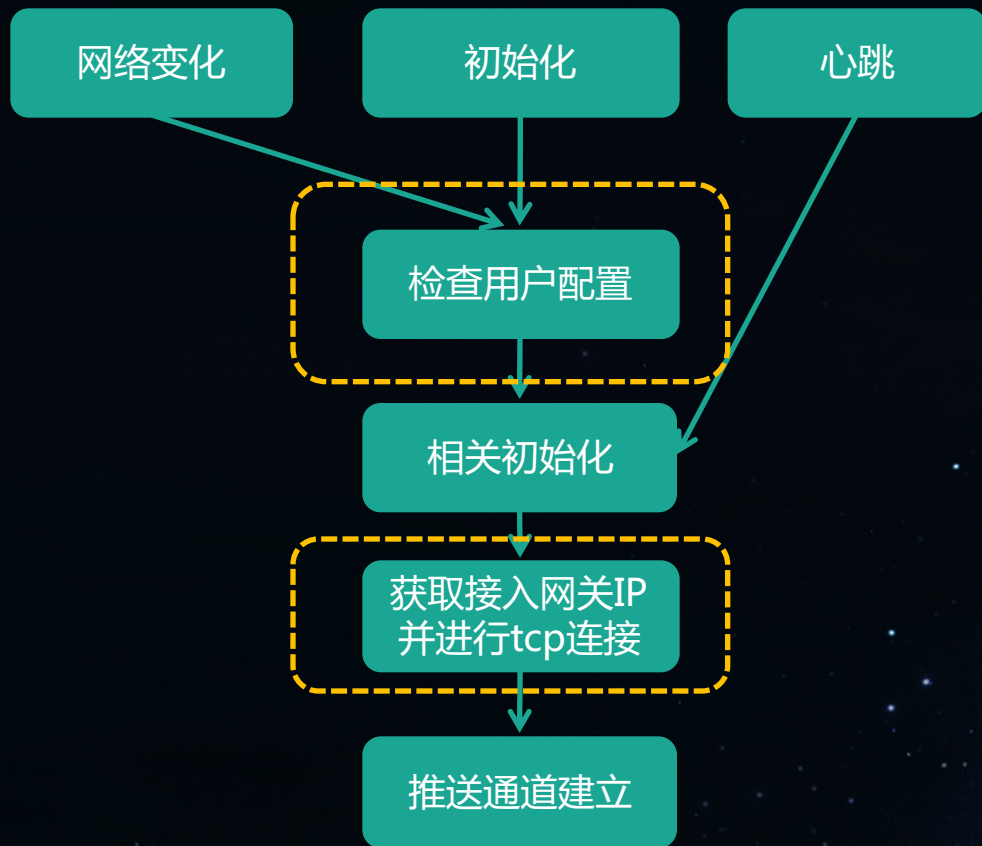 网络变化
初始化
心跳
检查用户配置
相关初始化
获取接入网关IP
并进行tcp连接
推送通道建立